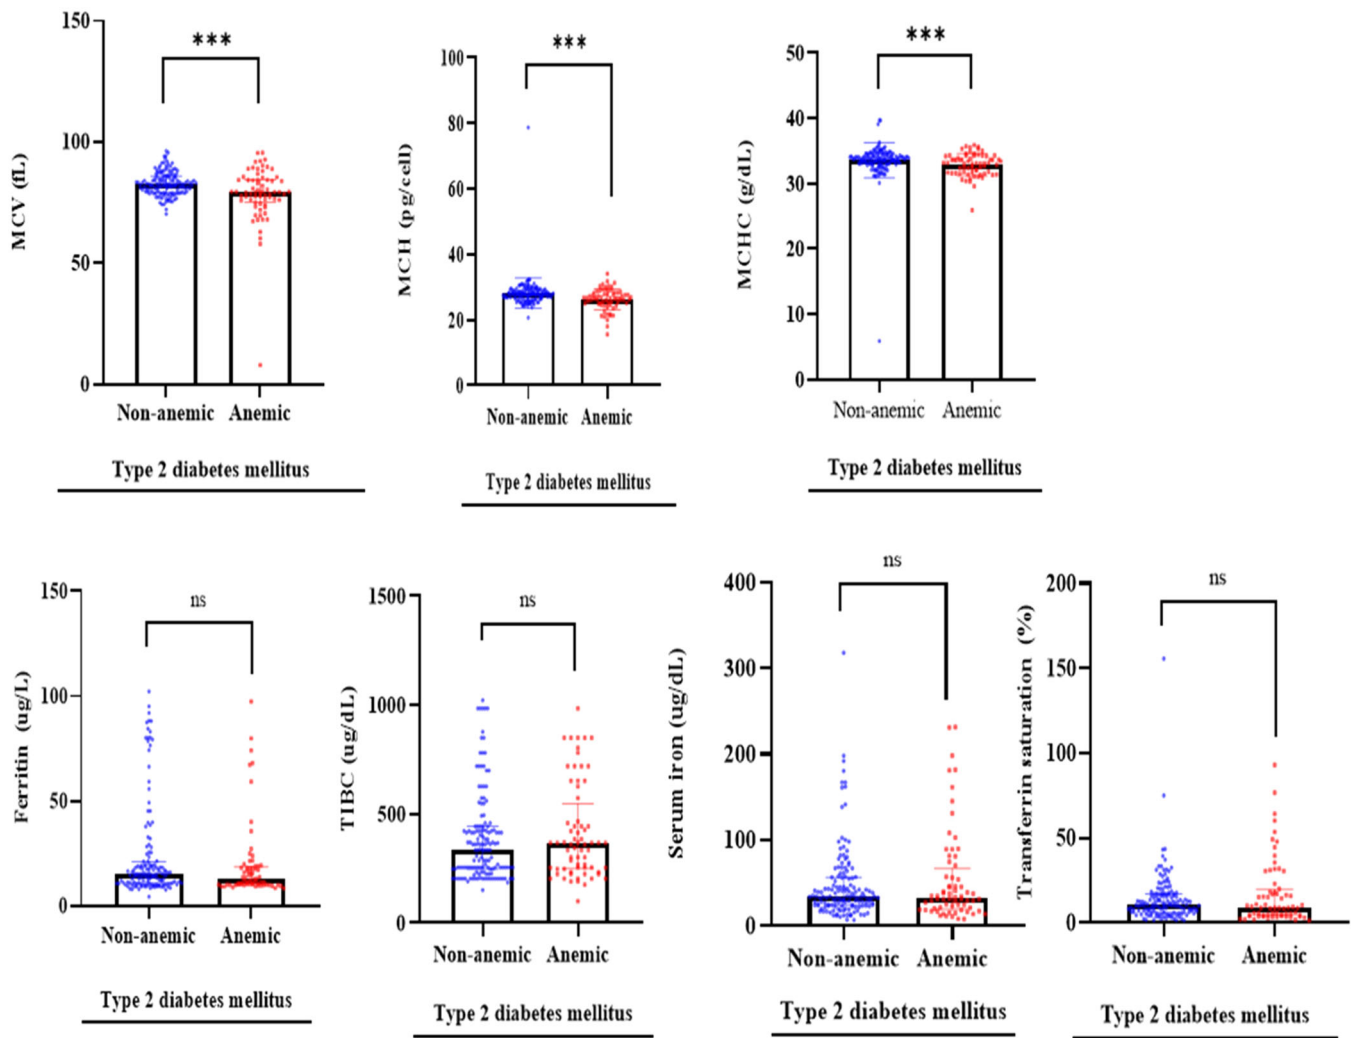 ***
150
100
50
0
MCV (fL)
Non-anemic Anemic
Type 2 diabetes mellitus
***
100
80
60
40
20
0
MCH (pg/cell)
Non-anemic Anemic
Type 2 diabetes mellitus
***
50
40
30
20
10
0
MCHC (g/dL)
Non-anemic Anemic
Type 2 diabetes mellitus
ns
150
100
50
0
Ferritin (ug/L)
Non-anemic Anemic
Type 2 diabetes mellitus
ns
1500
1000
500
0
TIBC (ug/dL)
Non-anemic Anemic
Type 2 diabetes mellitus
ns
400
300
200
100
0
Serum iron (ug/dL)
Non-anemic Anemic
Type 2 diabetes mellitus
ns
200
150
100
50
0
Transferrin saturation (%)
Non-anemic Anemic
Type 2 diabetes mellitus